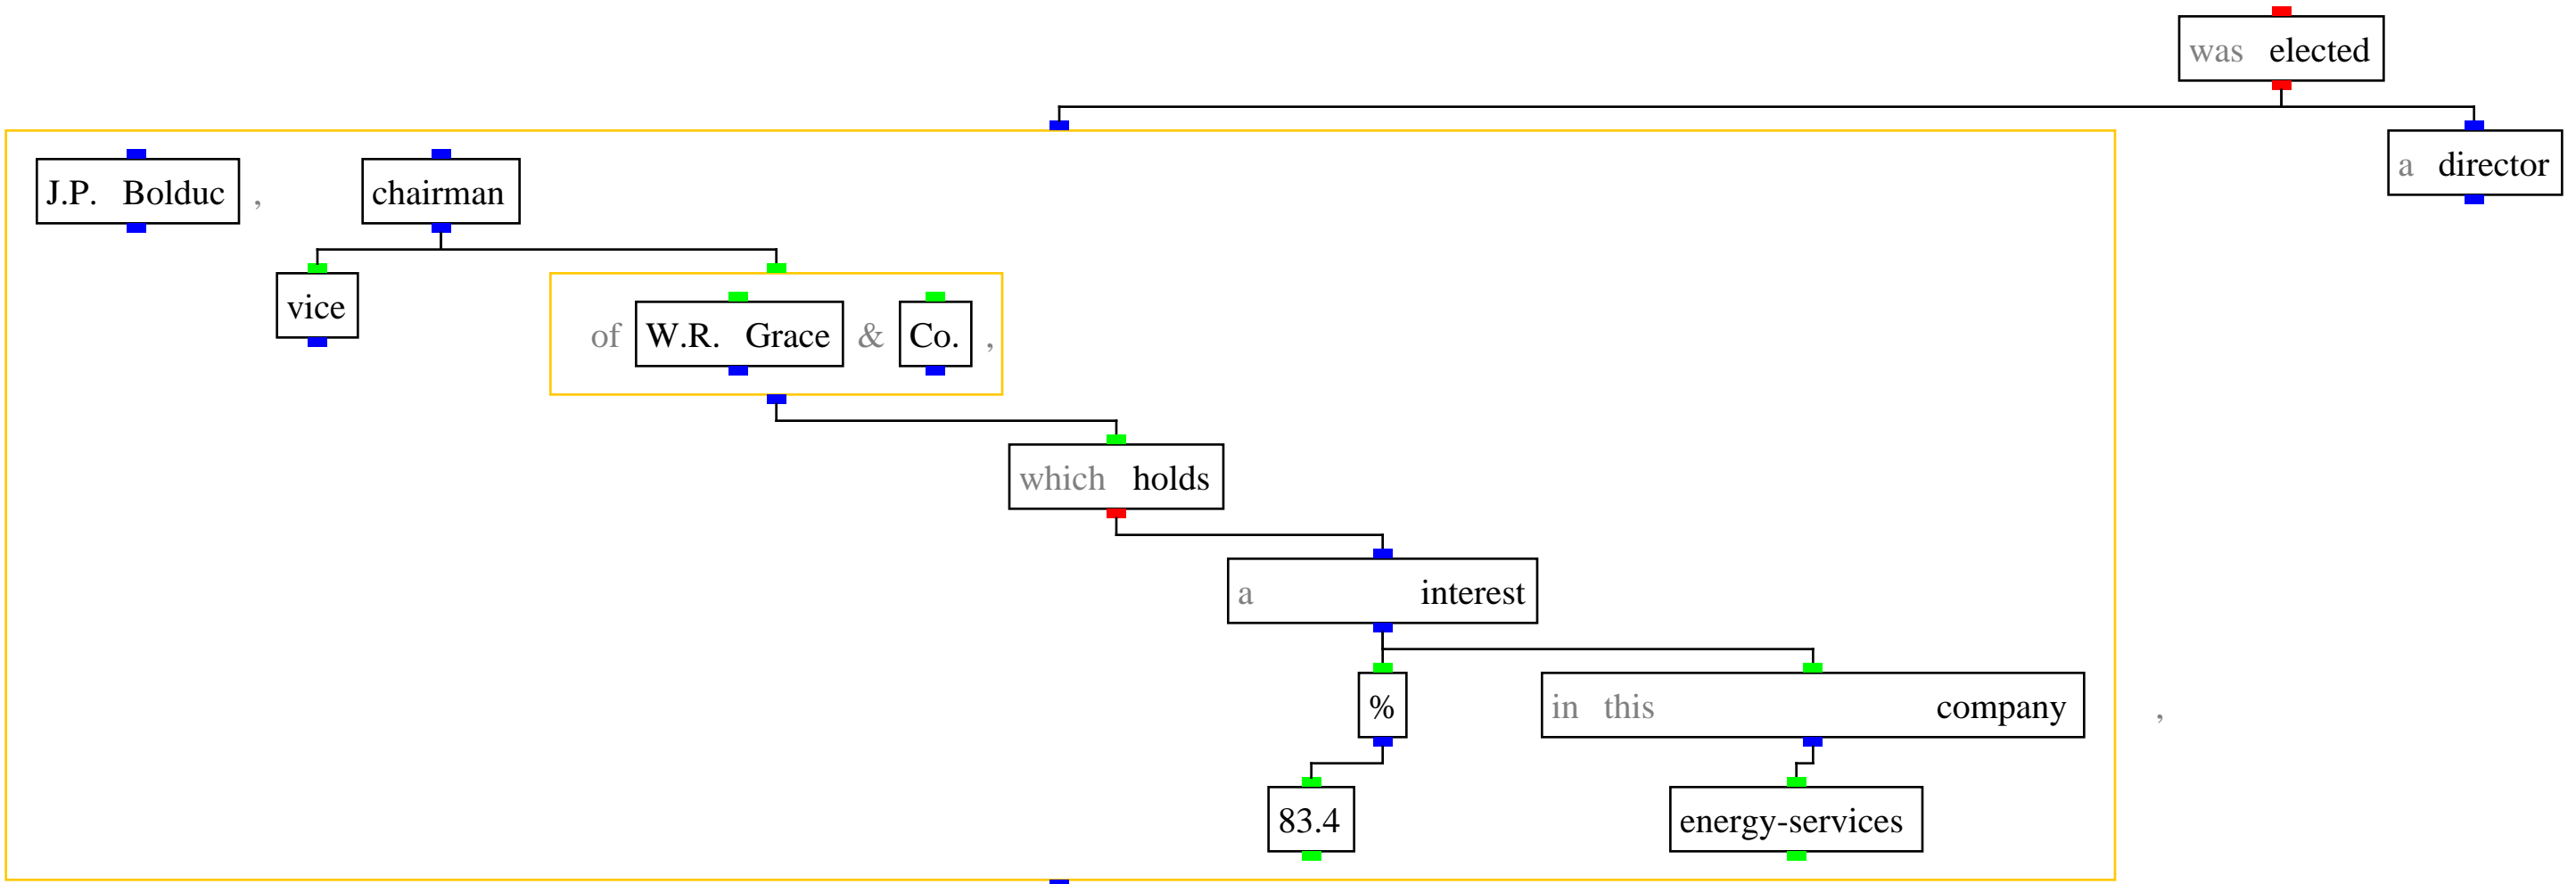 was elected
a director
J.P. Bolduc , chairman
vice
of W.R. Grace & Co. ,
which holds
a interest
% in this company ,
83.4 energy-services